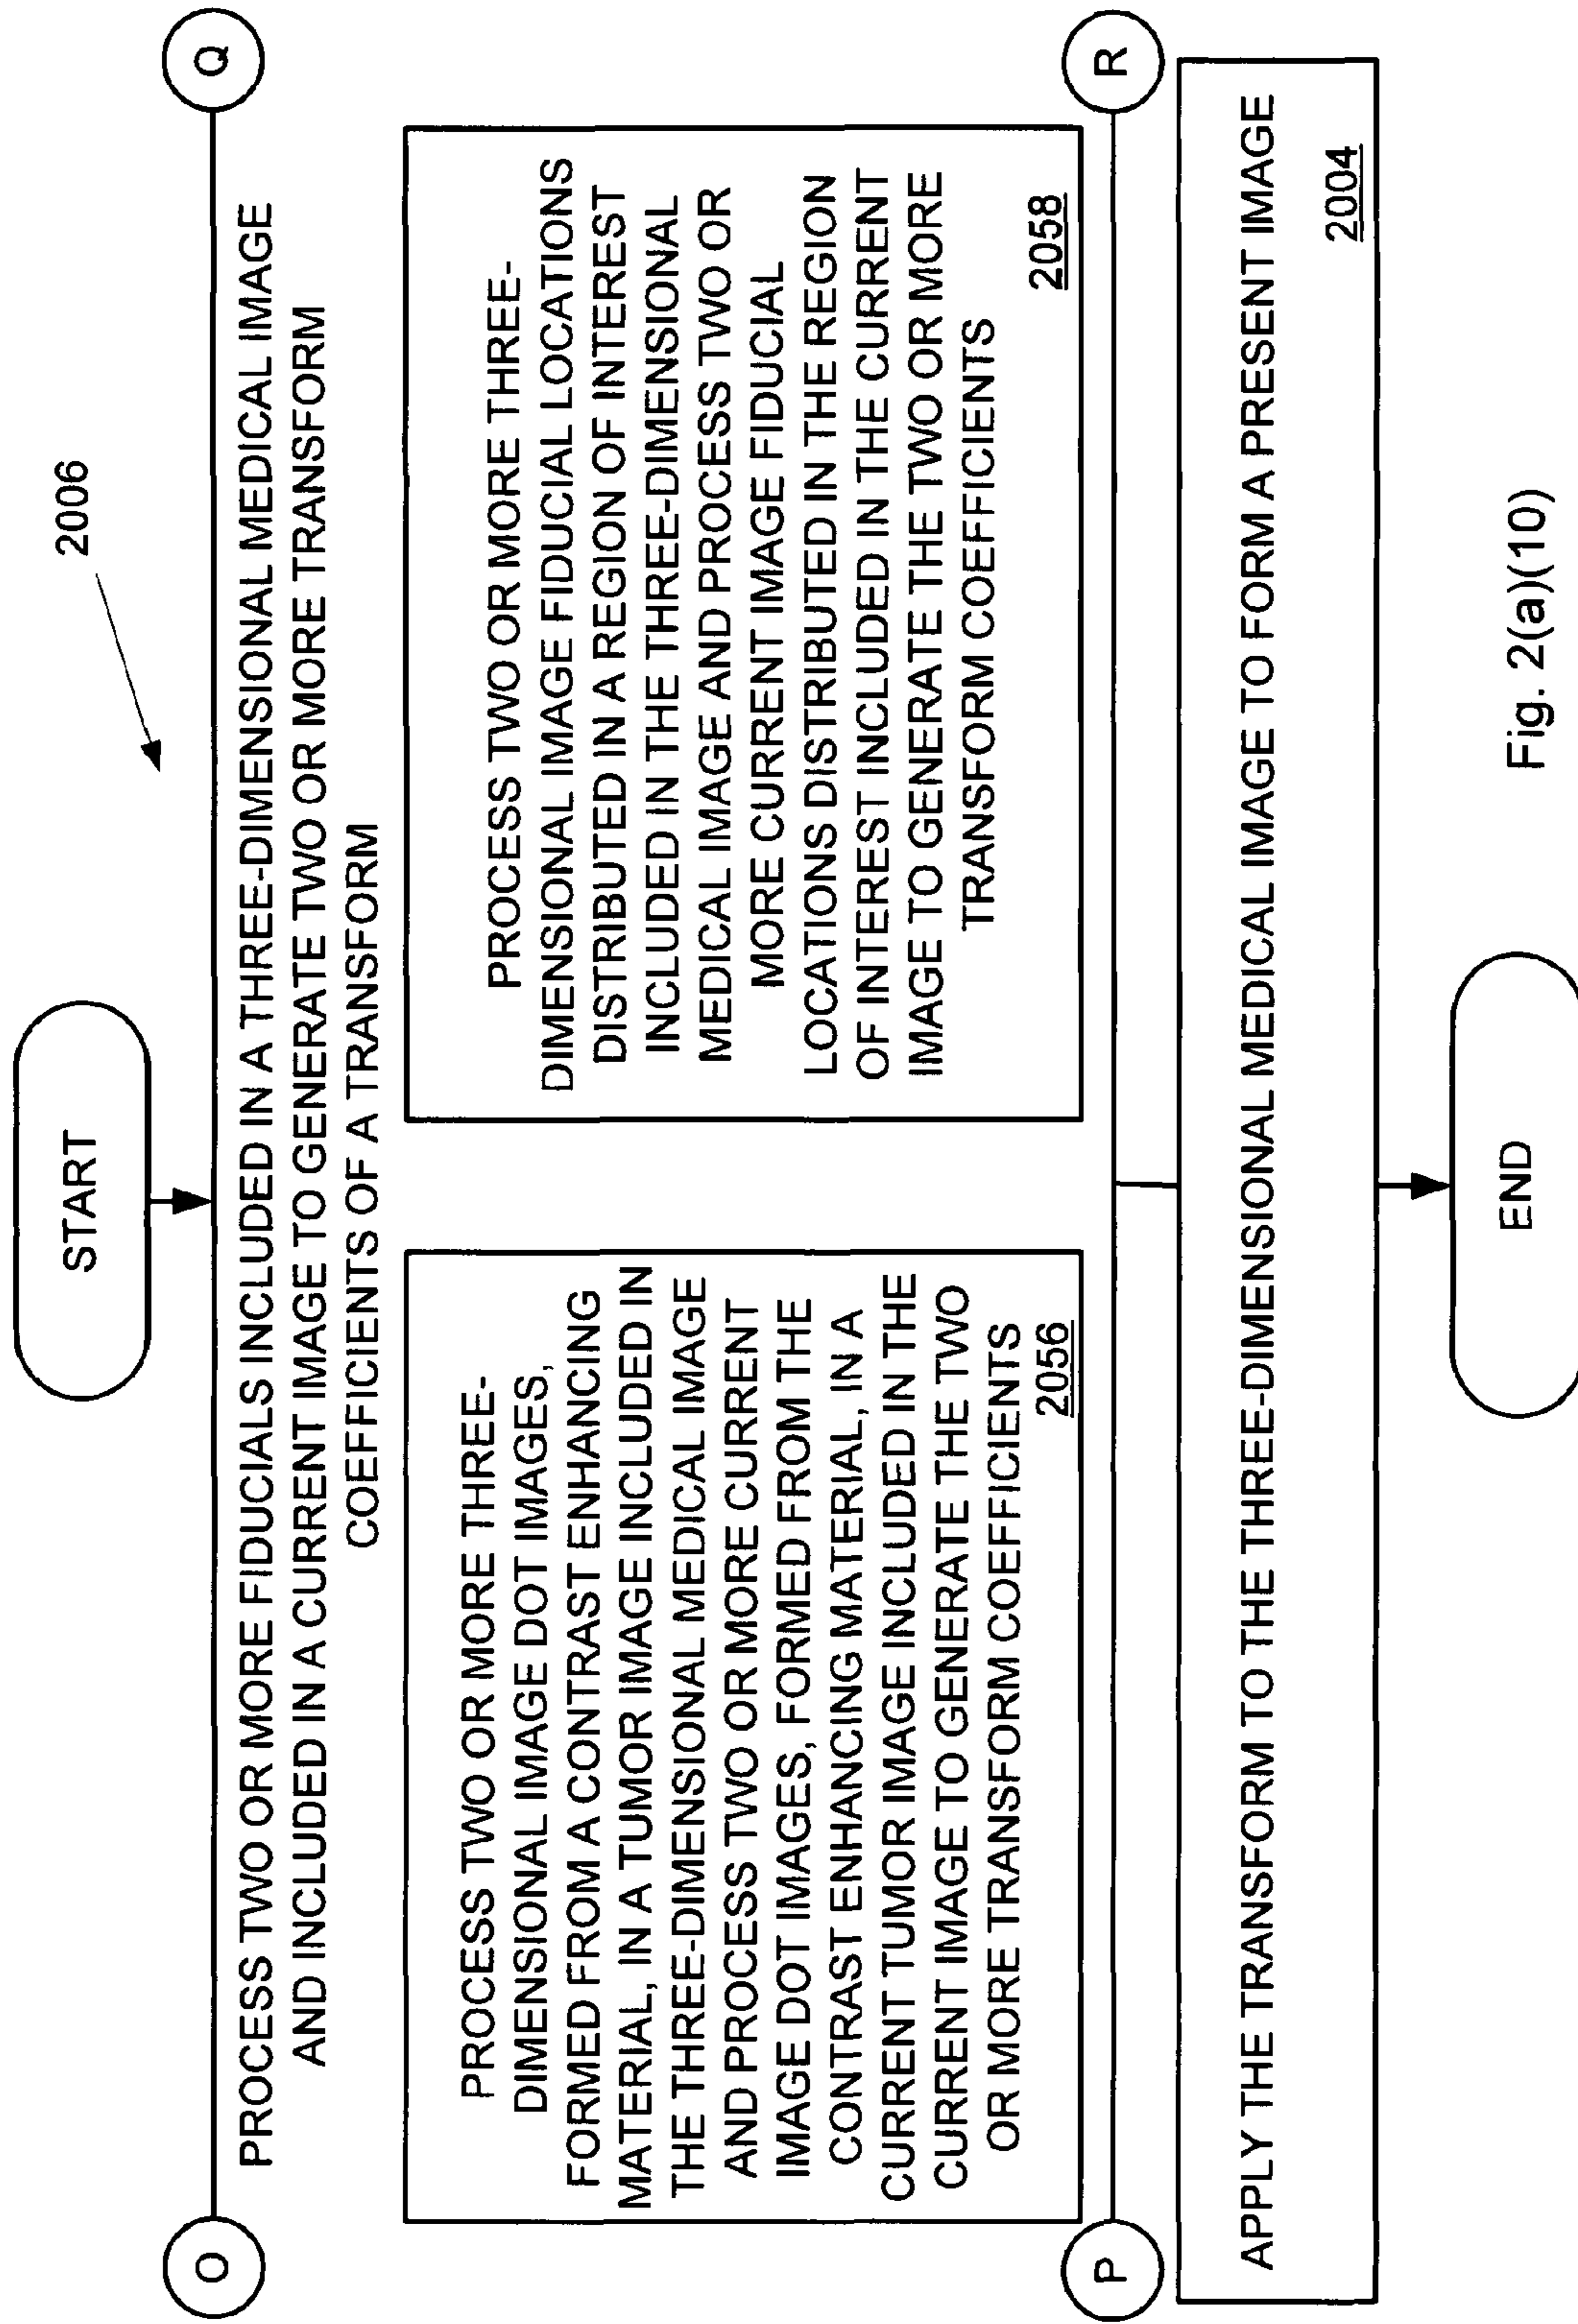 2006
START
O
Q
PROCESS TWO OR MORE FIDUCIALS INCLUDED IN A THREE-DIMENSIONAL MEDICAL IMAGE
AND INCLUDED IN A CURRENT IMAGE TO GENERATE TWO OR MORE TRANSFORM
COEFFICIENTS OF A TRANSFORM
PROCESS TWO OR MORE THREE-
DIMENSIONAL IMAGE DOT IMAGES,
FORMED FROM A CONTRAST ENHANCING
MATERIAL, IN A TUMOR IMAGE INCLUDED IN
THE THREE-DIMENSIONAL MEDICAL IMAGE
AND PROCESS TWO OR MORE CURRENT
IMAGE DOT IMAGES, FORMED FROM THE
CONTRAST ENHANCING MATERIAL, IN A
CURRENT TUMOR IMAGE INCLUDED IN THE
CURRENT IMAGE TO GENERATE THE TWO
OR MORE TRANSFORM COEFFICIENTS
2056
PROCESS TWO OR MORE THREE-
DIMENSIONAL IMAGE FIDUCIAL LOCATIONS
DISTRIBUTED IN A REGION OF INTEREST
INCLUDED IN THE THREE-DIMENSIONAL
MEDICAL IMAGE AND PROCESS TWO OR
MORE CURRENT IMAGE FIDUCIAL
LOCATIONS DISTRIBUTED IN THE REGION
OF INTEREST INCLUDED IN THE CURRENT
IMAGE TO GENERATE THE TWO OR MORE
TRANSFORM COEFFICIENTS
2058
P
R
APPLY THE TRANSFORM TO THE THREE-DIMENSIONAL MEDICAL IMAGE TO FORM A PRESENT IMAGE
2004
END
Fig. 2(a)(10)